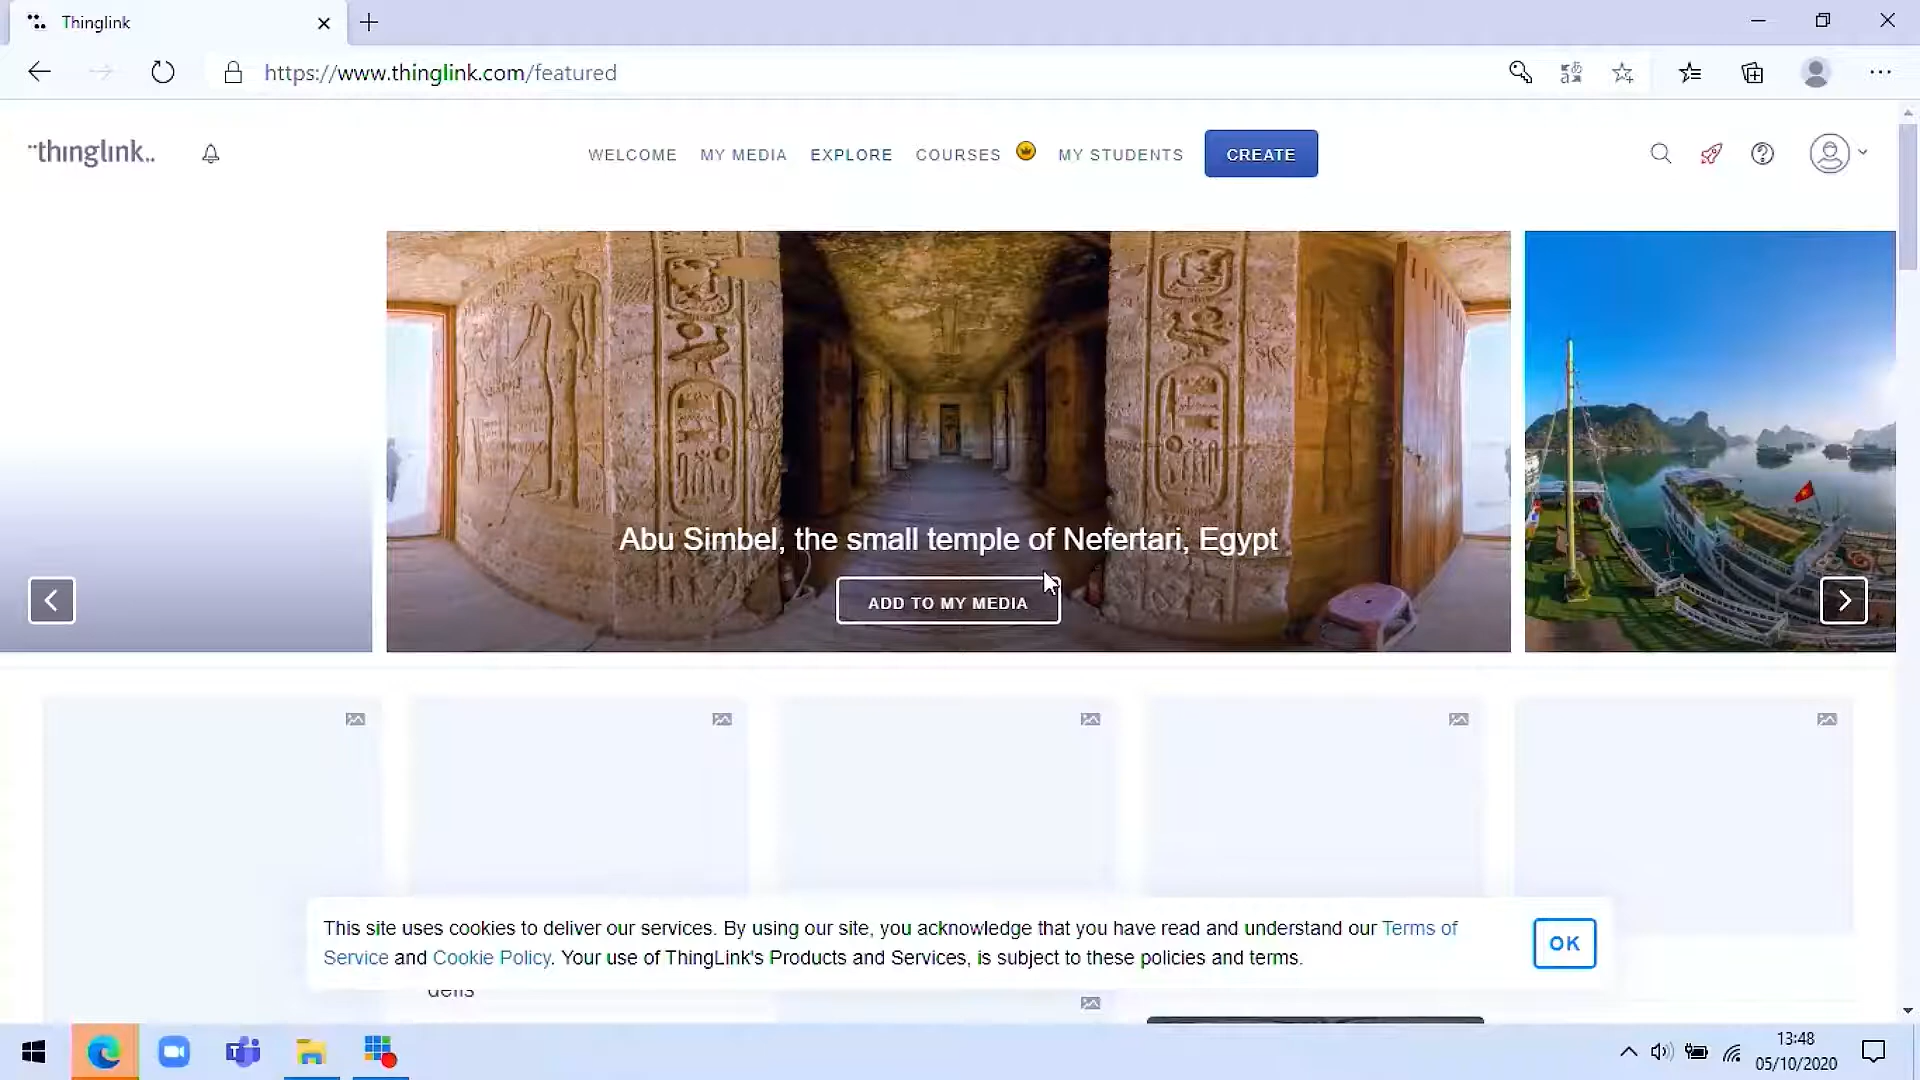 Thinglink
https://www.thinglink.com/featured
thinglink..
WELCOME
MY MEDIA
EXPLORE
COURSES
MY STUDENTS
CREATE
Abu Simbel, the small temple of Nefertari, Egypt
ADD TO MY MEDIA
This site uses cookies to deliver our services. By using our site, you acknowledge that you have read and understand our Terms of
Service and Cookie Policy. Your use of ThingLink's Products and Services, is subject to these policies and terms.
OK
13:48
05/10/2020